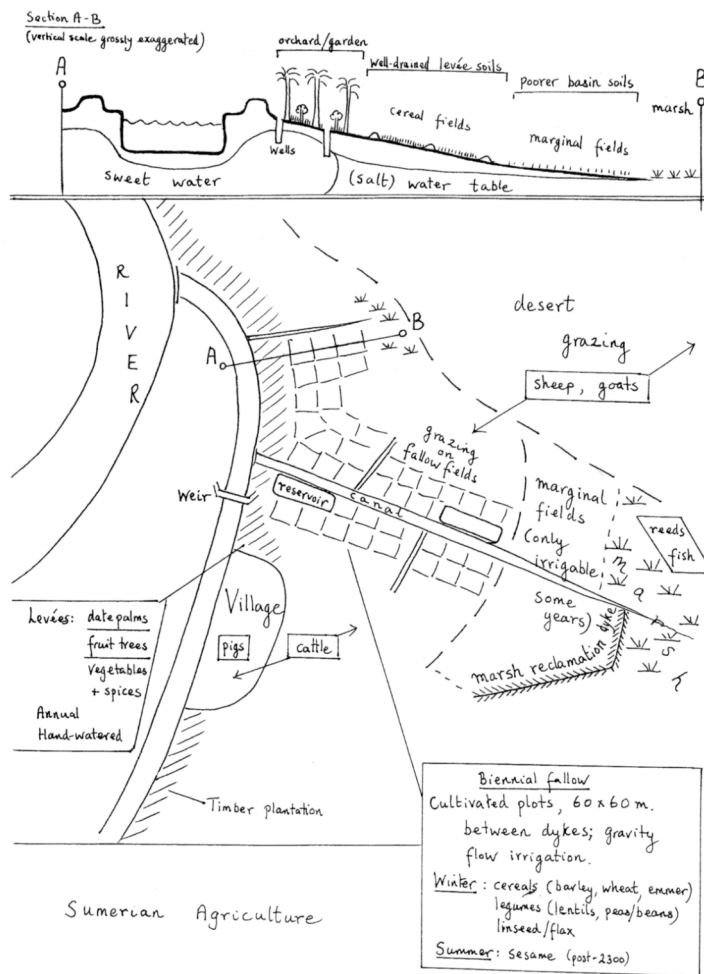 Section A-B
(vertical scale grossly exaggerated)
A
orchard/garden
well-drained levée soils
poorer basin soils
B
marsh
cereal fields
marginal fields
wells
sweet water
(salt) water table
RIVER
A
B
desert
grazing
sheep, goats
grazing
on
fallow fields
canal
reservoir
Weir
marginal
fields
(only
irrigable
some
years)
reeds
fish
marsh
marsh reclamation dyke
Village
pigs
cattle
Levées: date palms
fruit trees
vegetables
+ spices
Annual
Hand-watered
Timber plantation
Biennial fallow
Cultivated plots, 60 x 60 m.
between dykes; gravity
flow irrigation.
Winter: cereals (barley, wheat, emmer)
legumes (lentils, peas/beans)
linseed/flax
Summer: sesame (post-2300)
Sumerian Agriculture